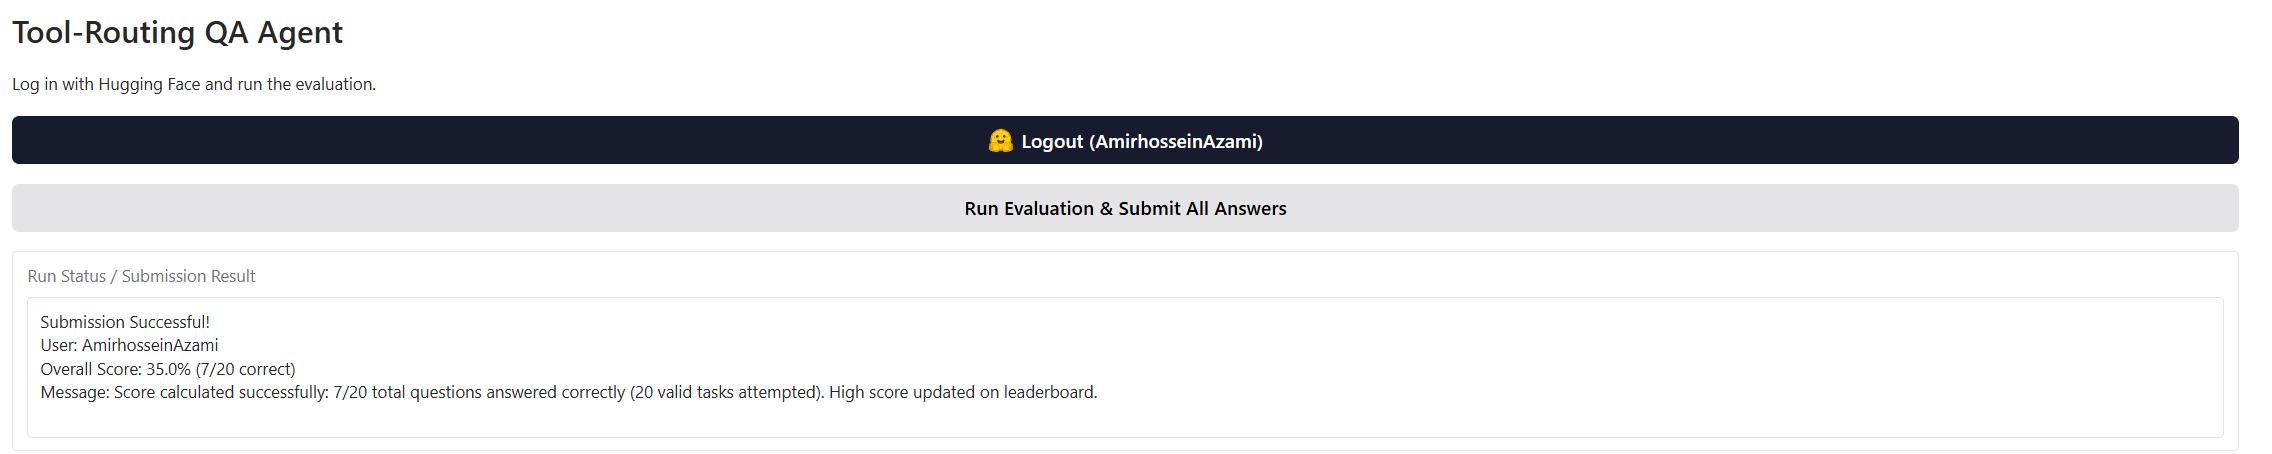 Tool-Routing QA Agent
Log in with Hugging Face and run the evaluation.
Logout (AmirhosseinAzami)
Run Evaluation & Submit All Answers
Run Status / Submission Result
Submission Successful!
User: AmirhosseinAzami
Overall Score: 35.0% (7/20 correct)
Message: Score calculated successfully: 7/20 total questions answered correctly (20 valid tasks attempted). High score updated on leaderboard.